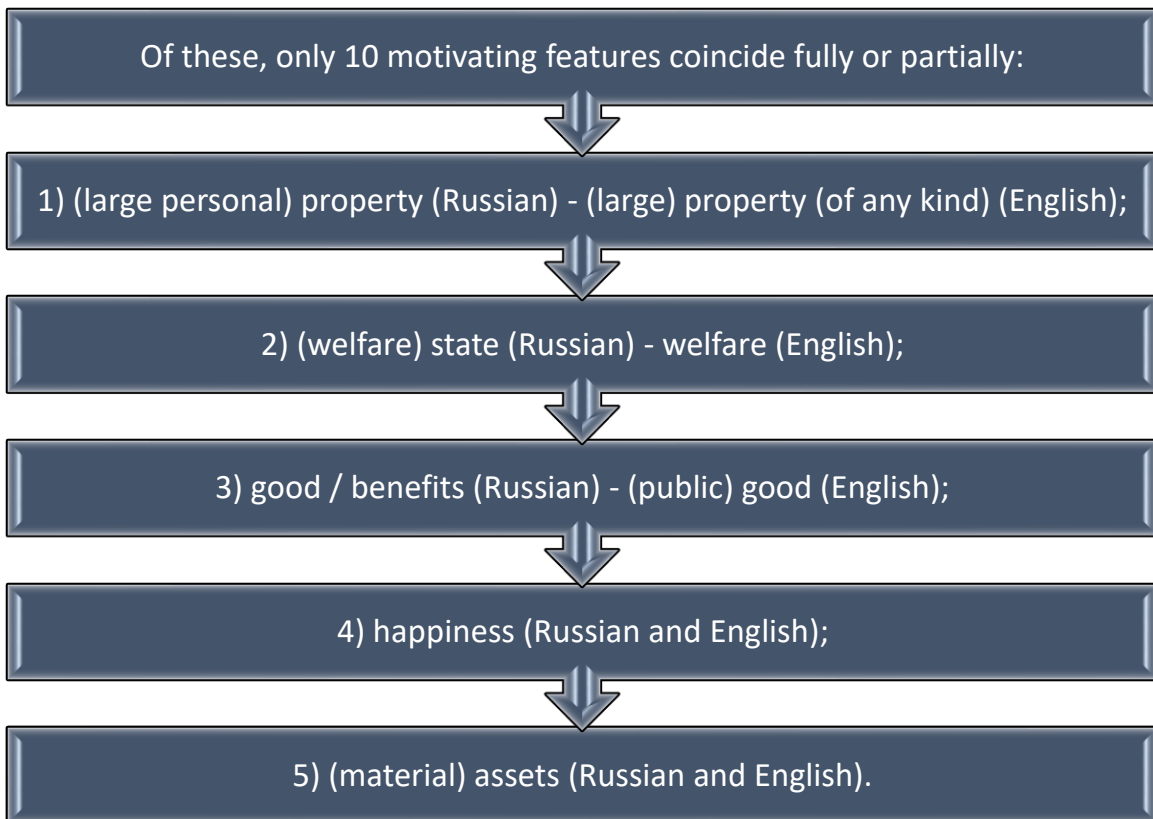 Of these, only 10 motivating features coincide fully or partially:
1) (large personal) property (Russian) - (large) property (of any kind) (English);
2) (welfare) state (Russian) - welfare (English);
3) good / benefits (Russian) - (public) good (English);
4) happiness (Russian and English);
5) (material) assets (Russian and English).